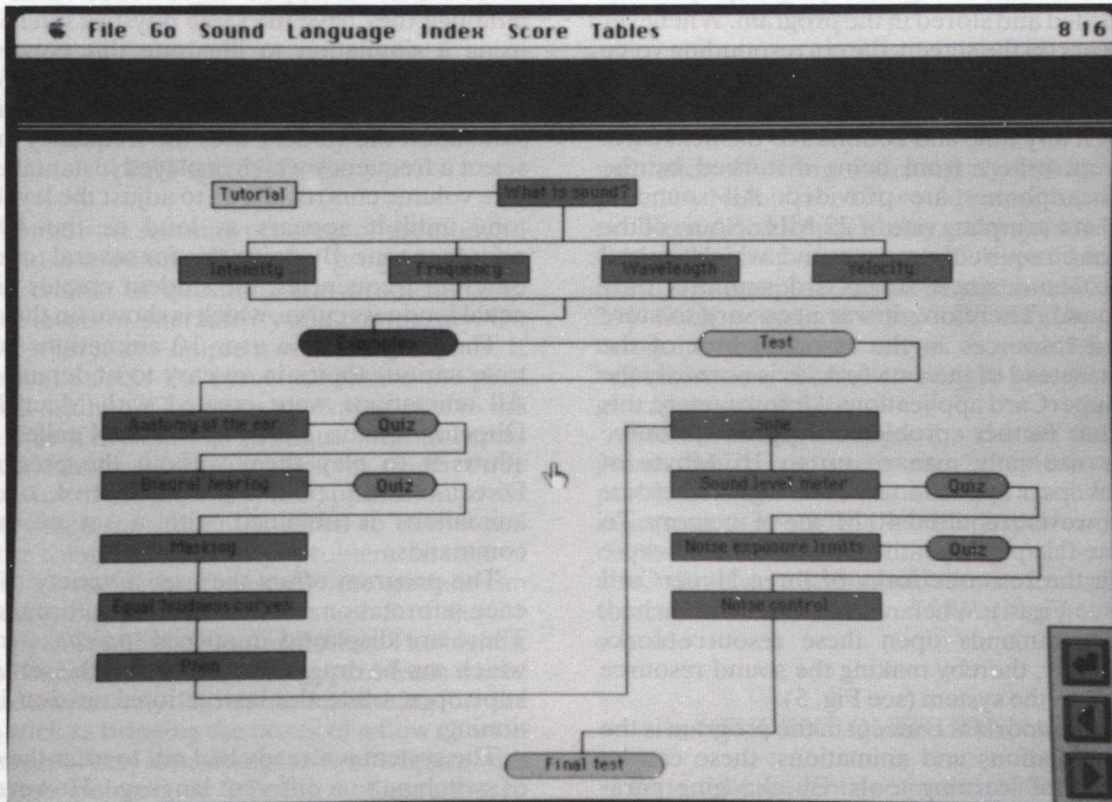 File Go Sound Language Index Score Tables 8 16
Tutorial What is sound?
Intensity Frequency Wavelength Velocity
Examples Test
Anatomy of the ear Quiz Sone
Binaural hearing Quiz Sound level meter Quiz
Masking Noise exposure limits Quiz
Equal loudness curves Noise control
Phon
Final test